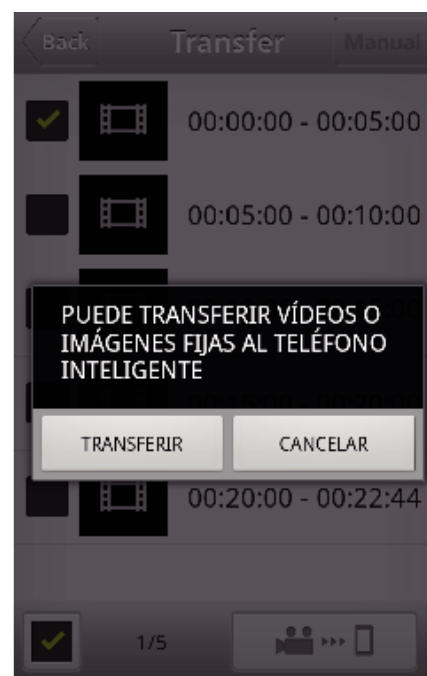 Back Transfer Manual
00:00:00 - 00:05:00
00:05:00 - 00:10:00
PUEDE TRANSFERIR VÍDEOS O
IMÁGENES FIJAS AL TELÉFONO
INTELIGENTE
TRANSFERIR CANCELAR
00:20:00 - 00:22:44
1/5